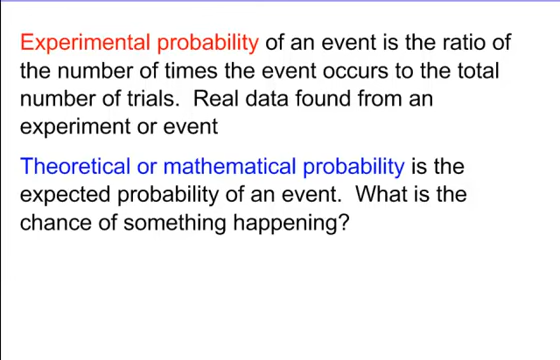 Experimental probability of an event is the ratio of
the number of times the event occurs to the total
number of trials. Real data found from an
experiment or event
Theoretical or mathematical probability is the
expected probability of an event. What is the
chance of something happening?